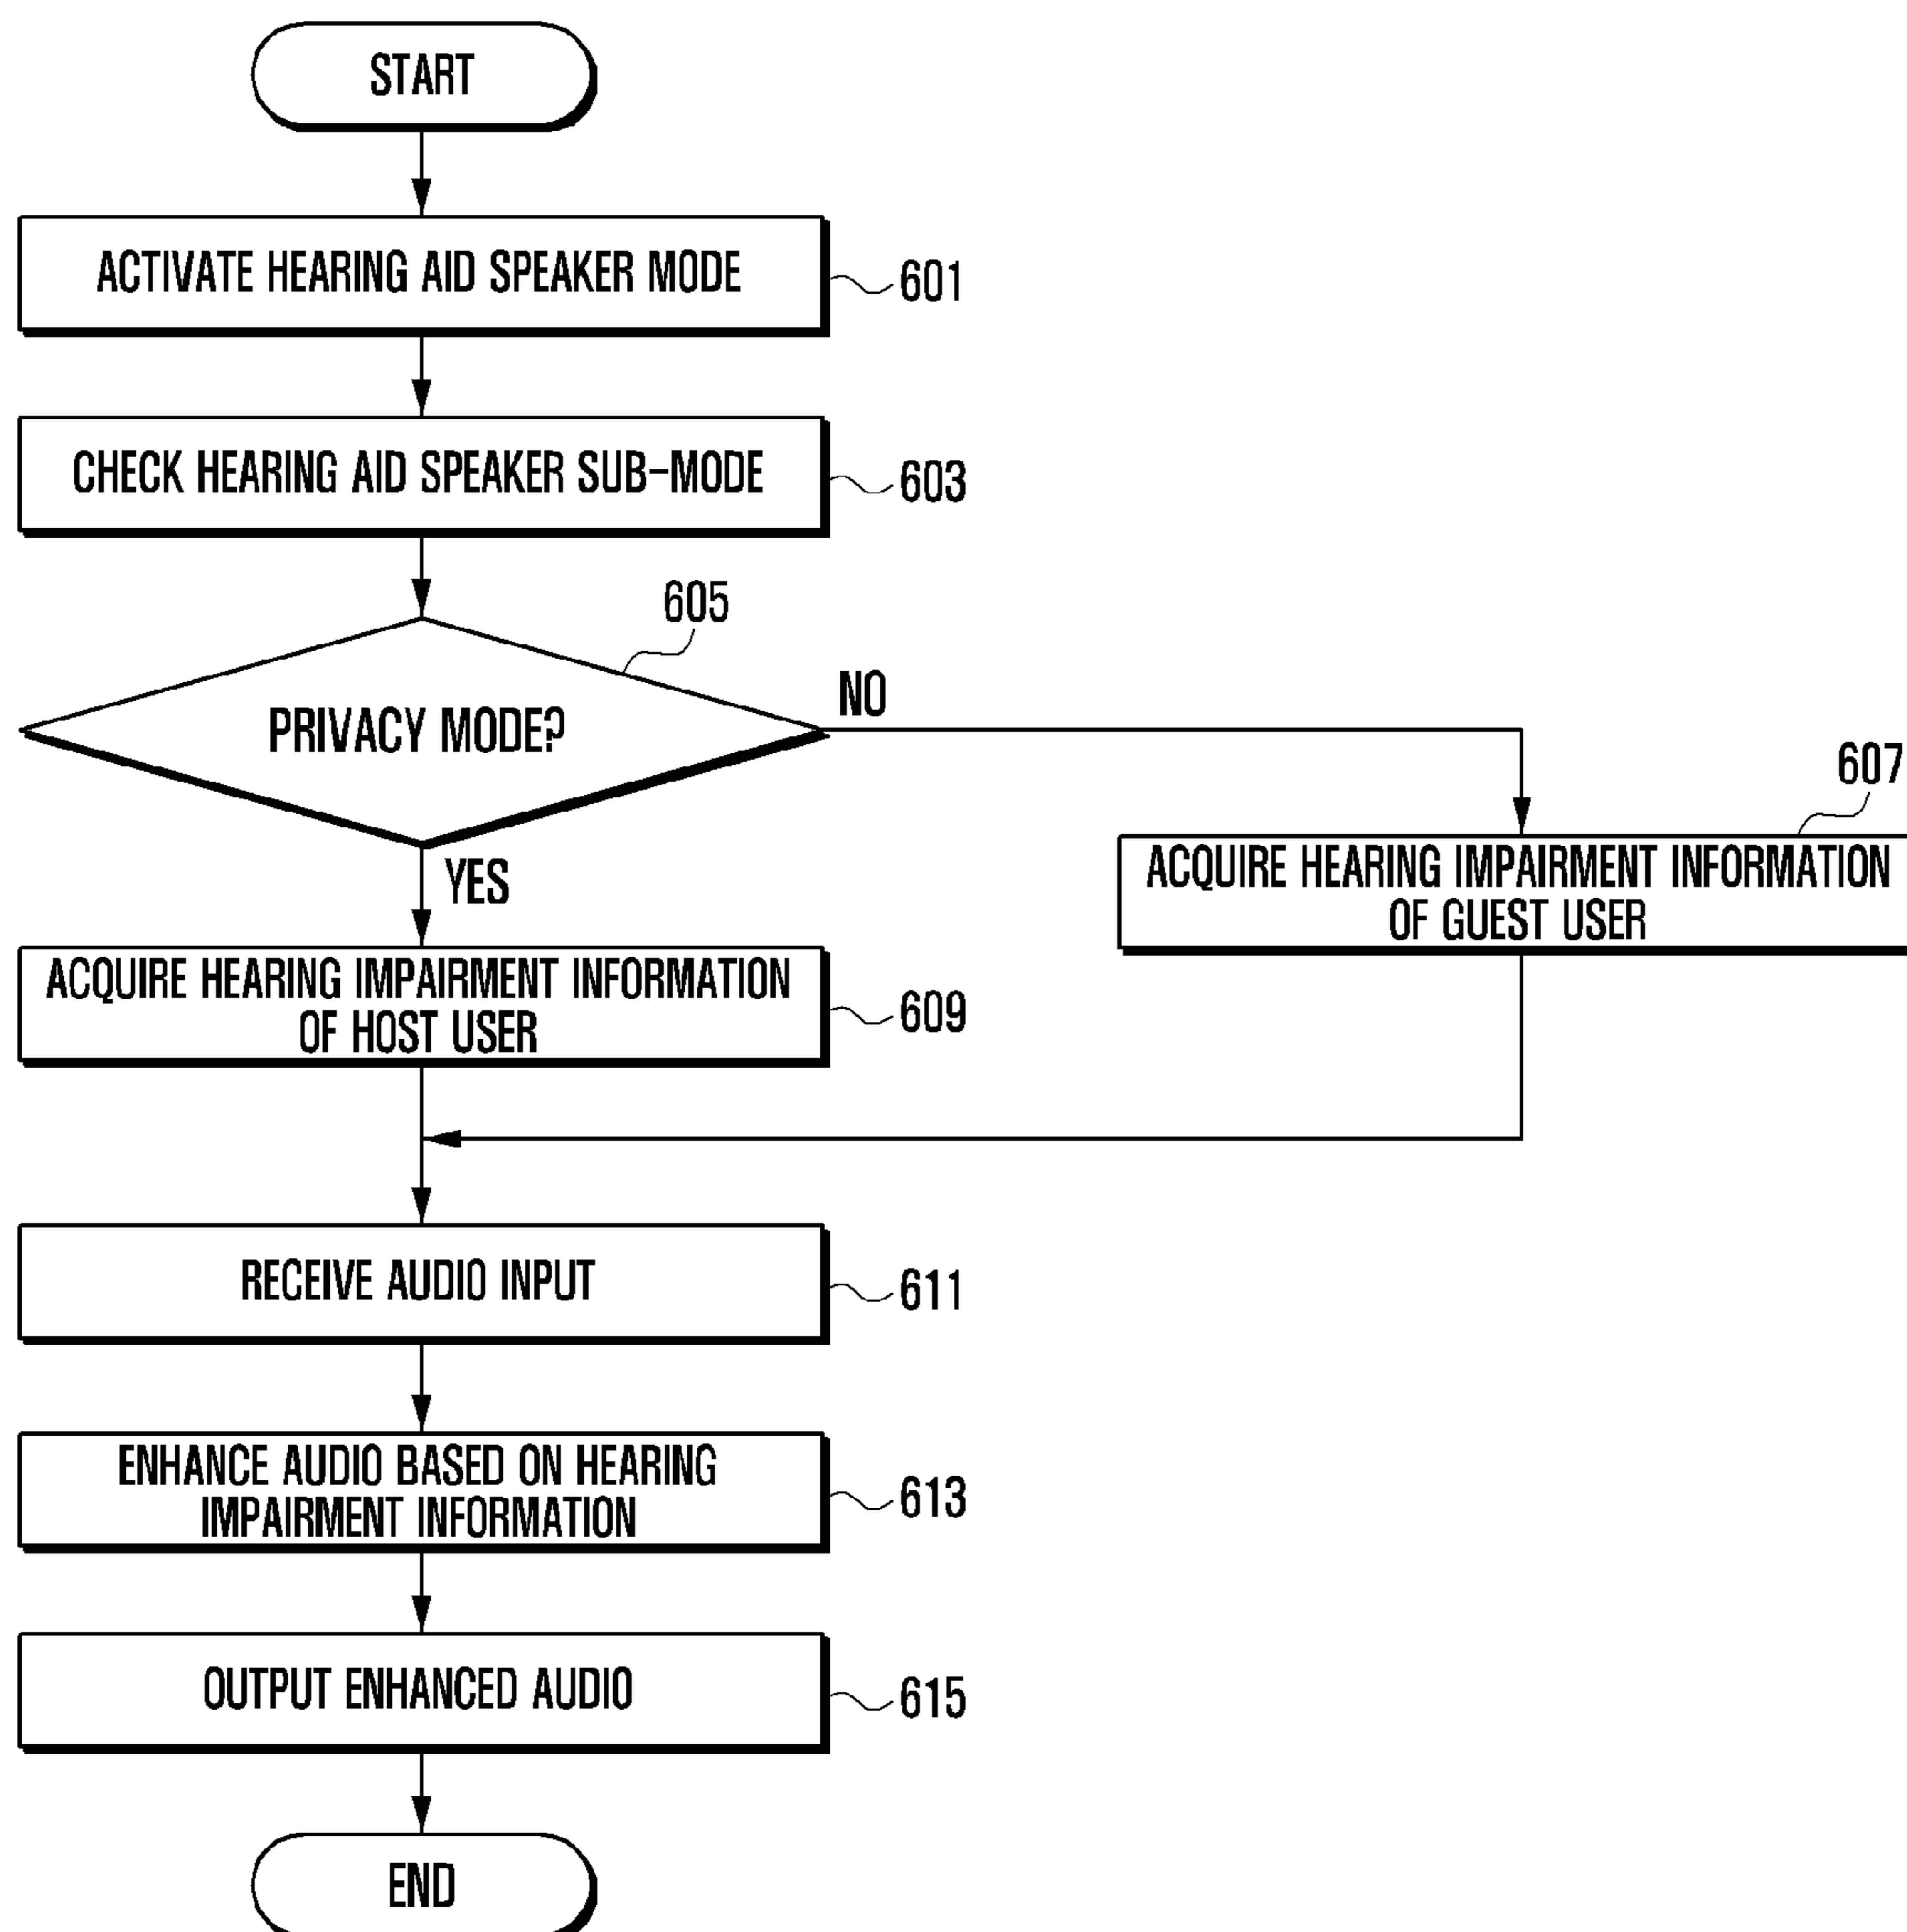 START
ACTIVATE HEARING AID SPEAKER MODE
601
CHECK HEARING AID SPEAKER SUB-MODE
603
605
PRIVACY MODE?
NO
YES
607
ACQUIRE HEARING IMPAIRMENT INFORMATION
OF GUEST USER
ACQUIRE HEARING IMPAIRMENT INFORMATION
OF HOST USER
609
RECEIVE AUDIO INPUT
611
ENHANCE AUDIO BASED ON HEARING
IMPAIRMENT INFORMATION
613
OUTPUT ENHANCED AUDIO
615
END